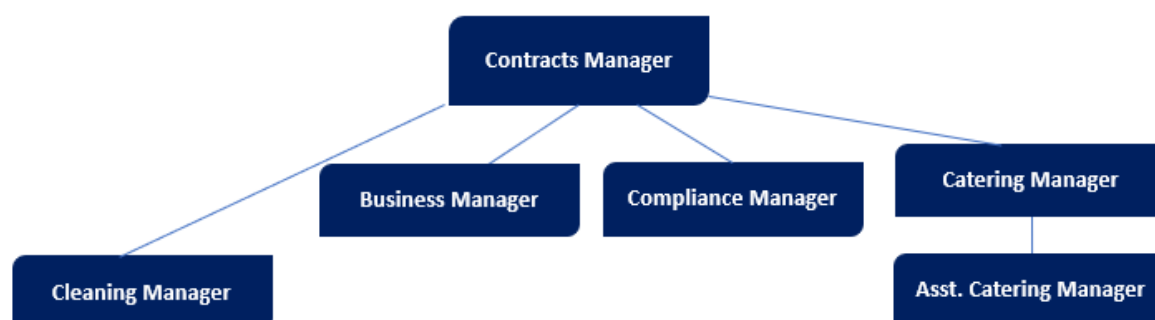 Contracts Manager
Business Manager
Compliance Manager
Catering Manager
Cleaning Manager
Asst. Catering Manager